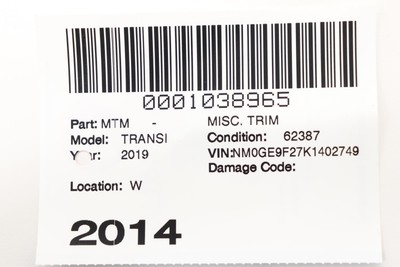 0001038965
Part: MTM - MISC. TRIM
Model: TRANSI Condition: 62387
Year: 2019 VIN:NM0GE9F27K1402749
Damage Code:
Location: W
2014